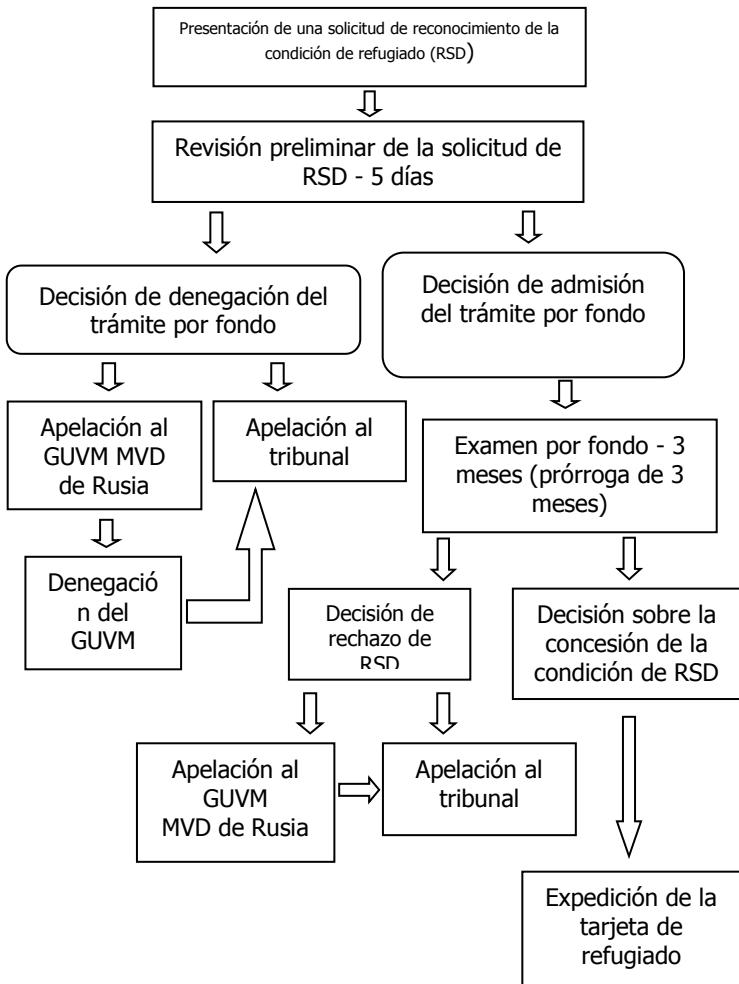 Presentación de una solicitud de reconocimiento de la
condición de refugiado (RSD)
Revisión preliminar de la solicitud de
RSD - 5 días
Decisión de denegación del
trámite por fondo
Decisión de admisión
del trámite por fondo
Apelación al
GUVM MVD
de Rusia
Apelación al
tribunal
Examen por fondo - 3
meses (prórroga de 3
meses)
Denegació
n del
GUVM
Decisión de
rechazo de
RSD
Decisión sobre la
concesión de la
condición de RSD
Apelación al
GUVM
MVD de Rusia
Apelación al
tribunal
Expedición de la
tarjeta de
refugiado